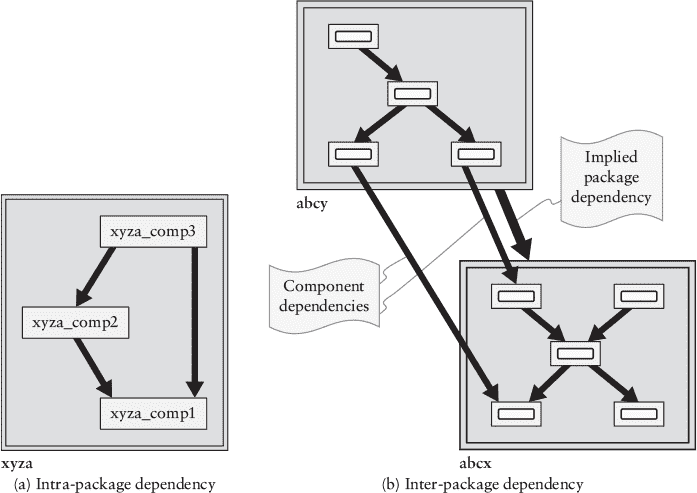 xyza_comp3
xyza_comp2
xyza_comp1
xyza
(a) Intra-package dependency
abcy
Implied
package
dependency
Component
dependencies
abcx
(b) Inter-package dependency